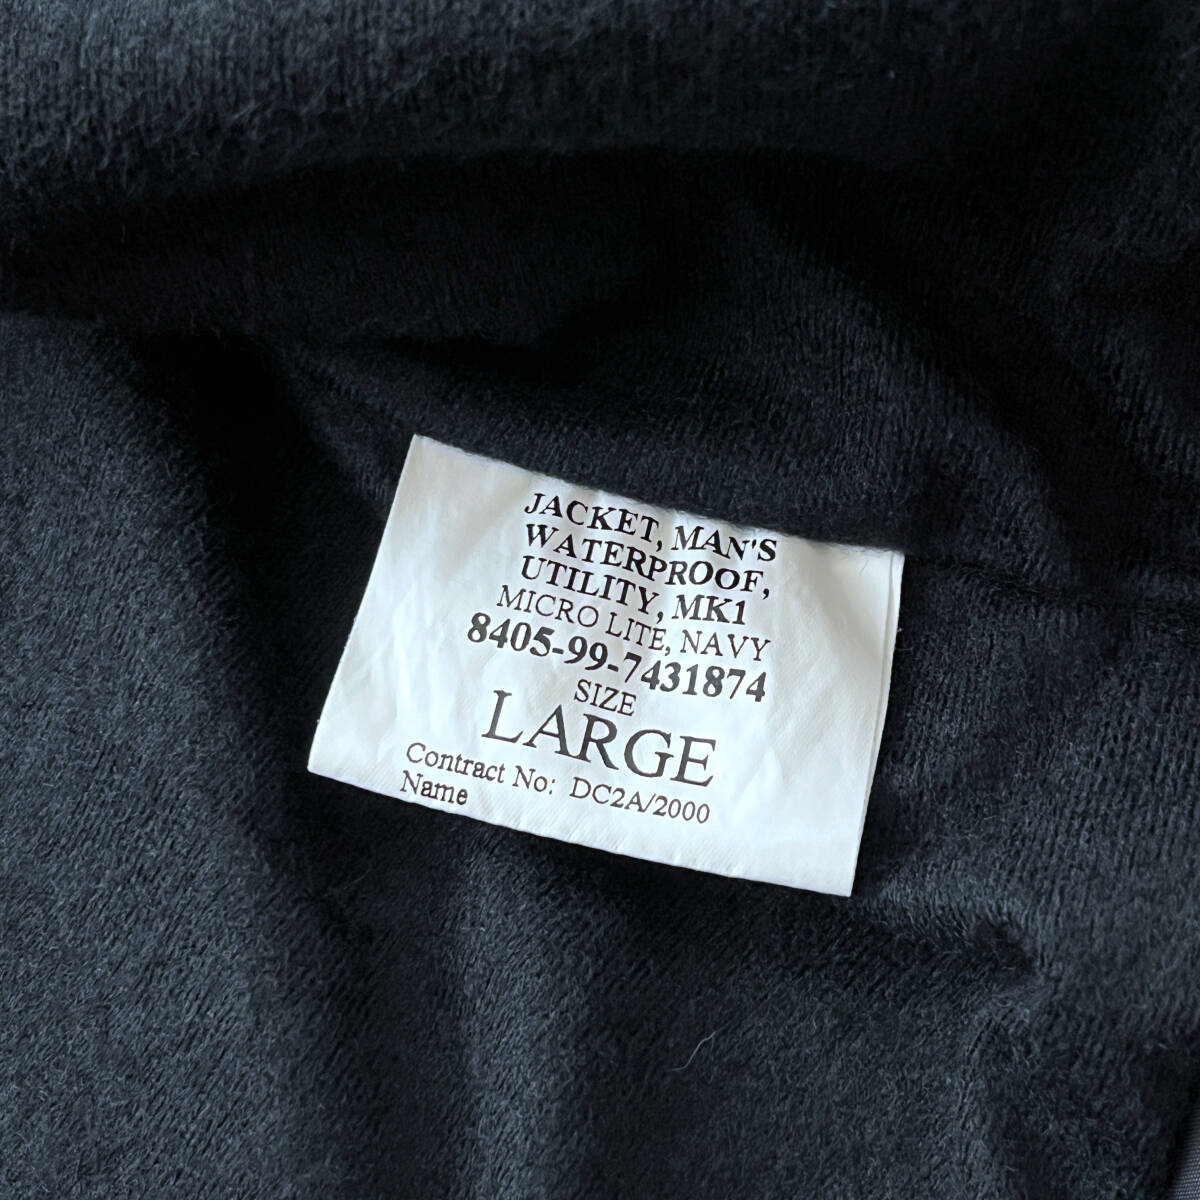 JACKET, MAN'S
WATERPROOF,
UTILITY, MK1
MICRO LITE, NAVY
8405-99-7431874
SIZE
LARGE
Contract No: DC2A/2000
Name